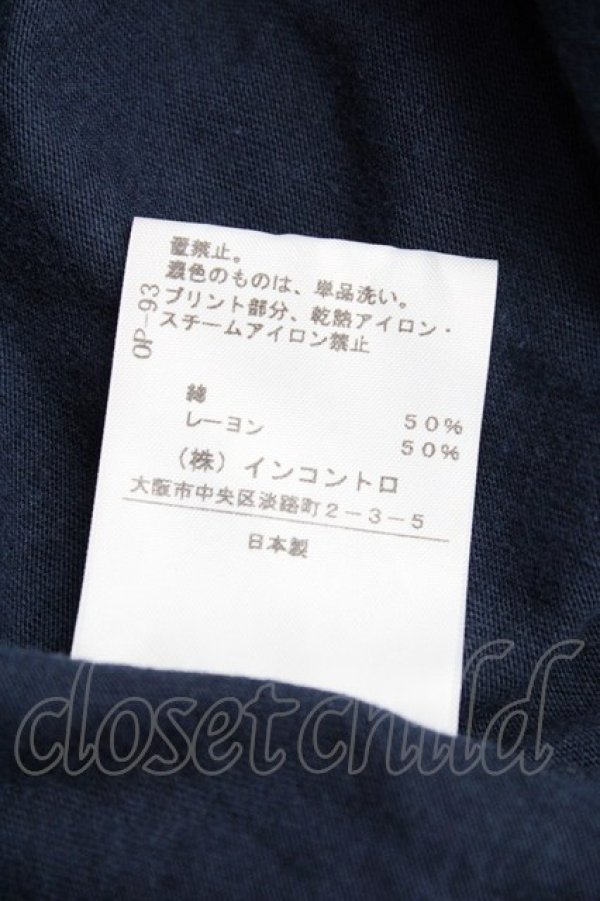 置禁止。
濃色のものは、単品洗い。
プリント部分、乾熱アイロン・
スチームアイロン禁止
OP-93
綿 50%
レーヨン 50%
(株)インコントロ
大阪市中央区淡路町2-3-5
日本製
closet child